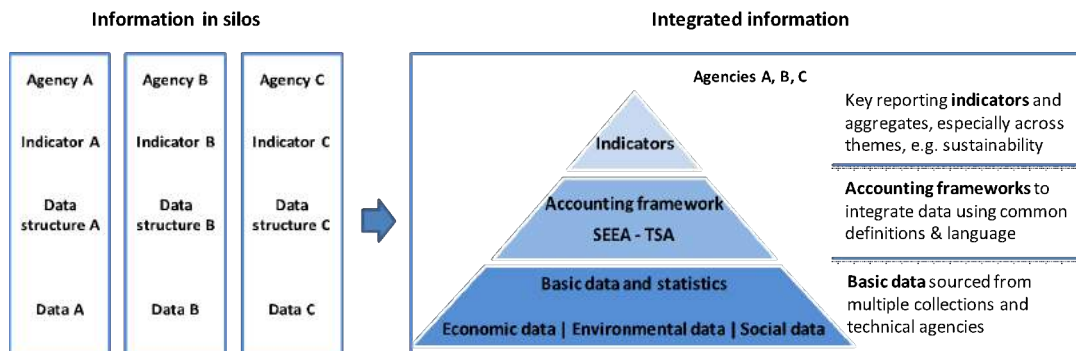 Information in silos
Integrated information
Agency A
Indicator A
Data
structure A
Data A
Agency B
Indicator B
Data
structure B
Data B
Agency C
Indicator C
Data
structure C
Data C
Agencies A, B, C
Indicators
Accounting framework
SEEA - TSA
Basic data and statistics
Economic data | Environmental data | Social data
Key reporting indicators and
aggregates, especially across
themes, e.g. sustainability
Accounting frameworks to
integrate data using common
definitions & language
Basic data sourced from
multiple collections and
technical agencies